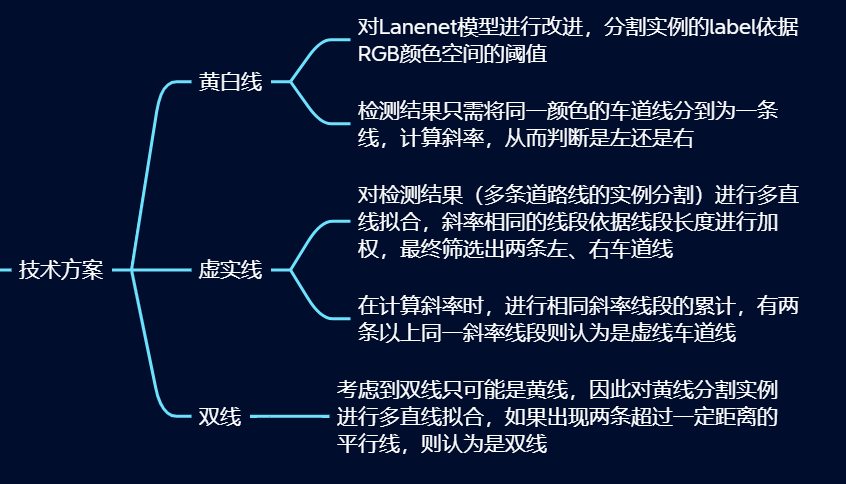 对Lanenet模型进行改进，分割实例的label依据
RGB颜色空间的阈值
黄白线
检测结果只需将同一颜色的车道线分到为一条
线，计算斜率，从而判断是左还是右
对检测结果（多条道路线的实例分割）进行多直
线拟合，斜率相同的线段依据线段长度进行加
权，最终筛选出两条左、右车道线
技术方案
虚实线
在计算斜率时，进行相同斜率线段的累计，有两
条以上同一斜率线段则认为是虚线车道线
考虑到双线只可能是黄线，因此对黄线分割实例
双线
进行多直线拟合，如果出现两条超过一定距离的
平行线，则认为是双线